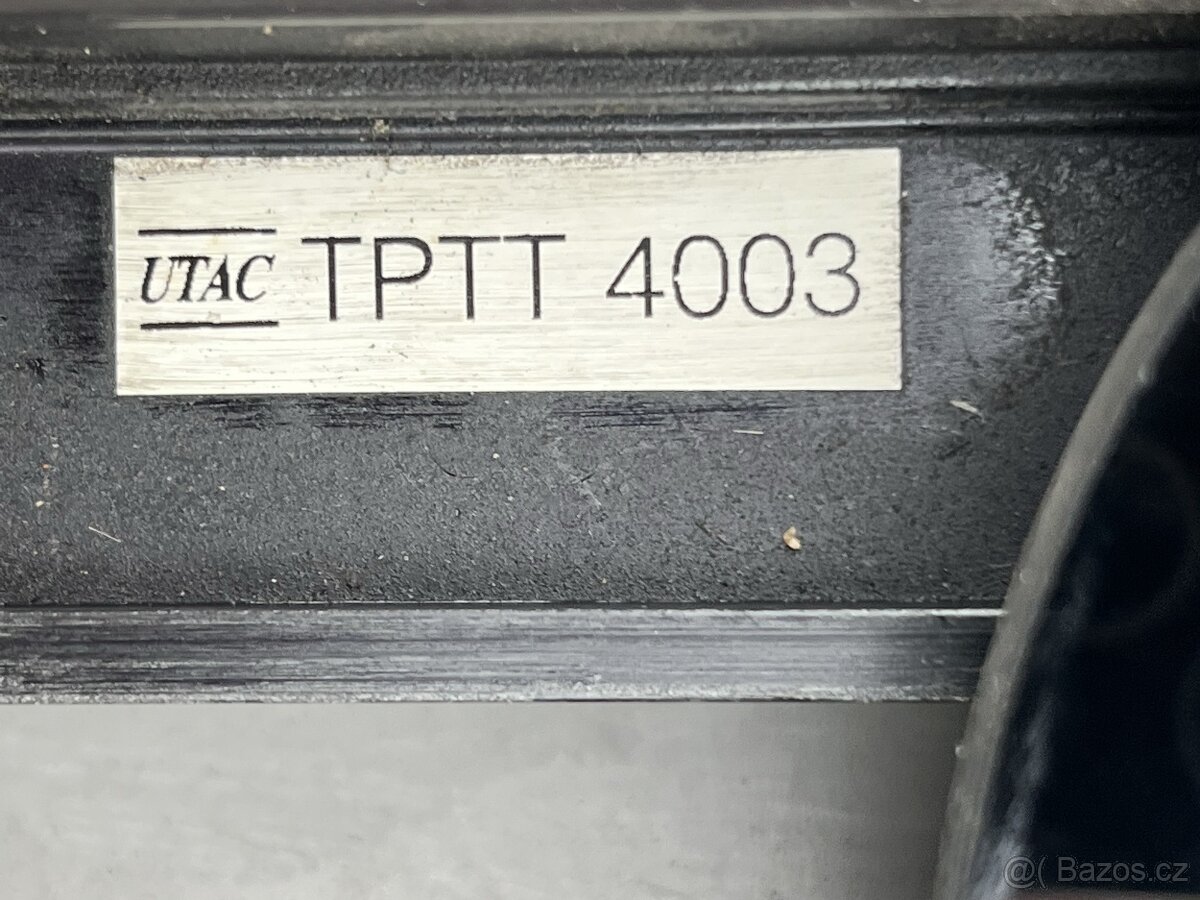 UTAC TPTT 4003
@( Bazos.cz